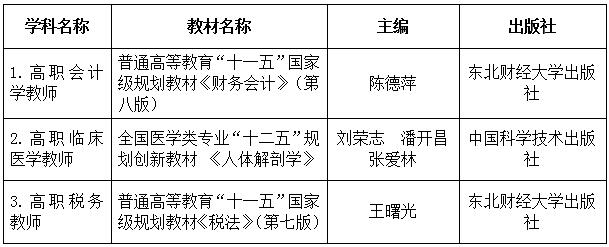 学科名称 教材名称 主编 出版社
1.高职会计学教师 普通高等教育“十一五”国家级规划教材《财务会计》（第八版） 陈德萍 东北财经大学出版社
2.高职临床医学教师 全国医学类专业“十二五”规划创新教材 《人体解剖学》 刘荣志 潘开昌 张爱林 中国科学技术出版社
3.高职税务教师 普通高等教育“十一五”国家级规划教材《税法》（第七版） 王曙光 东北财经大学出版社